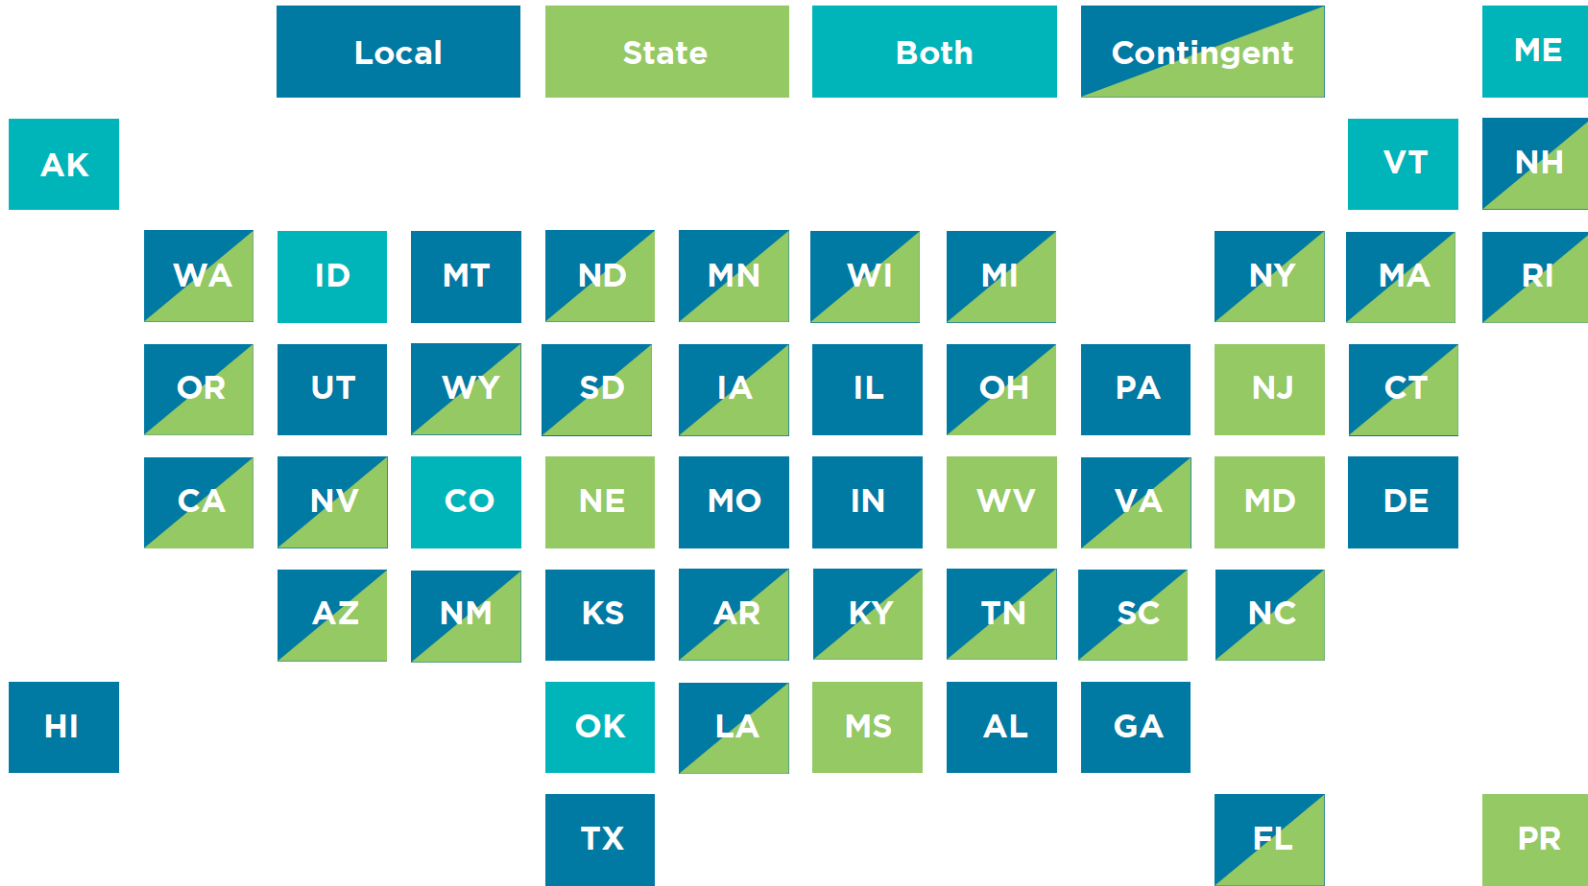 Local State Both Contingent ME
AK VT NH
WA ID MT ND MN WI MI NY MA RI
OR UT WY SD IA IL OH PA NJ CT
CA NV CO NE MO IN WV VA MD DE
AZ NM KS AR KY TN SC NC
HI OK LA MS AL GA
TX FL PR